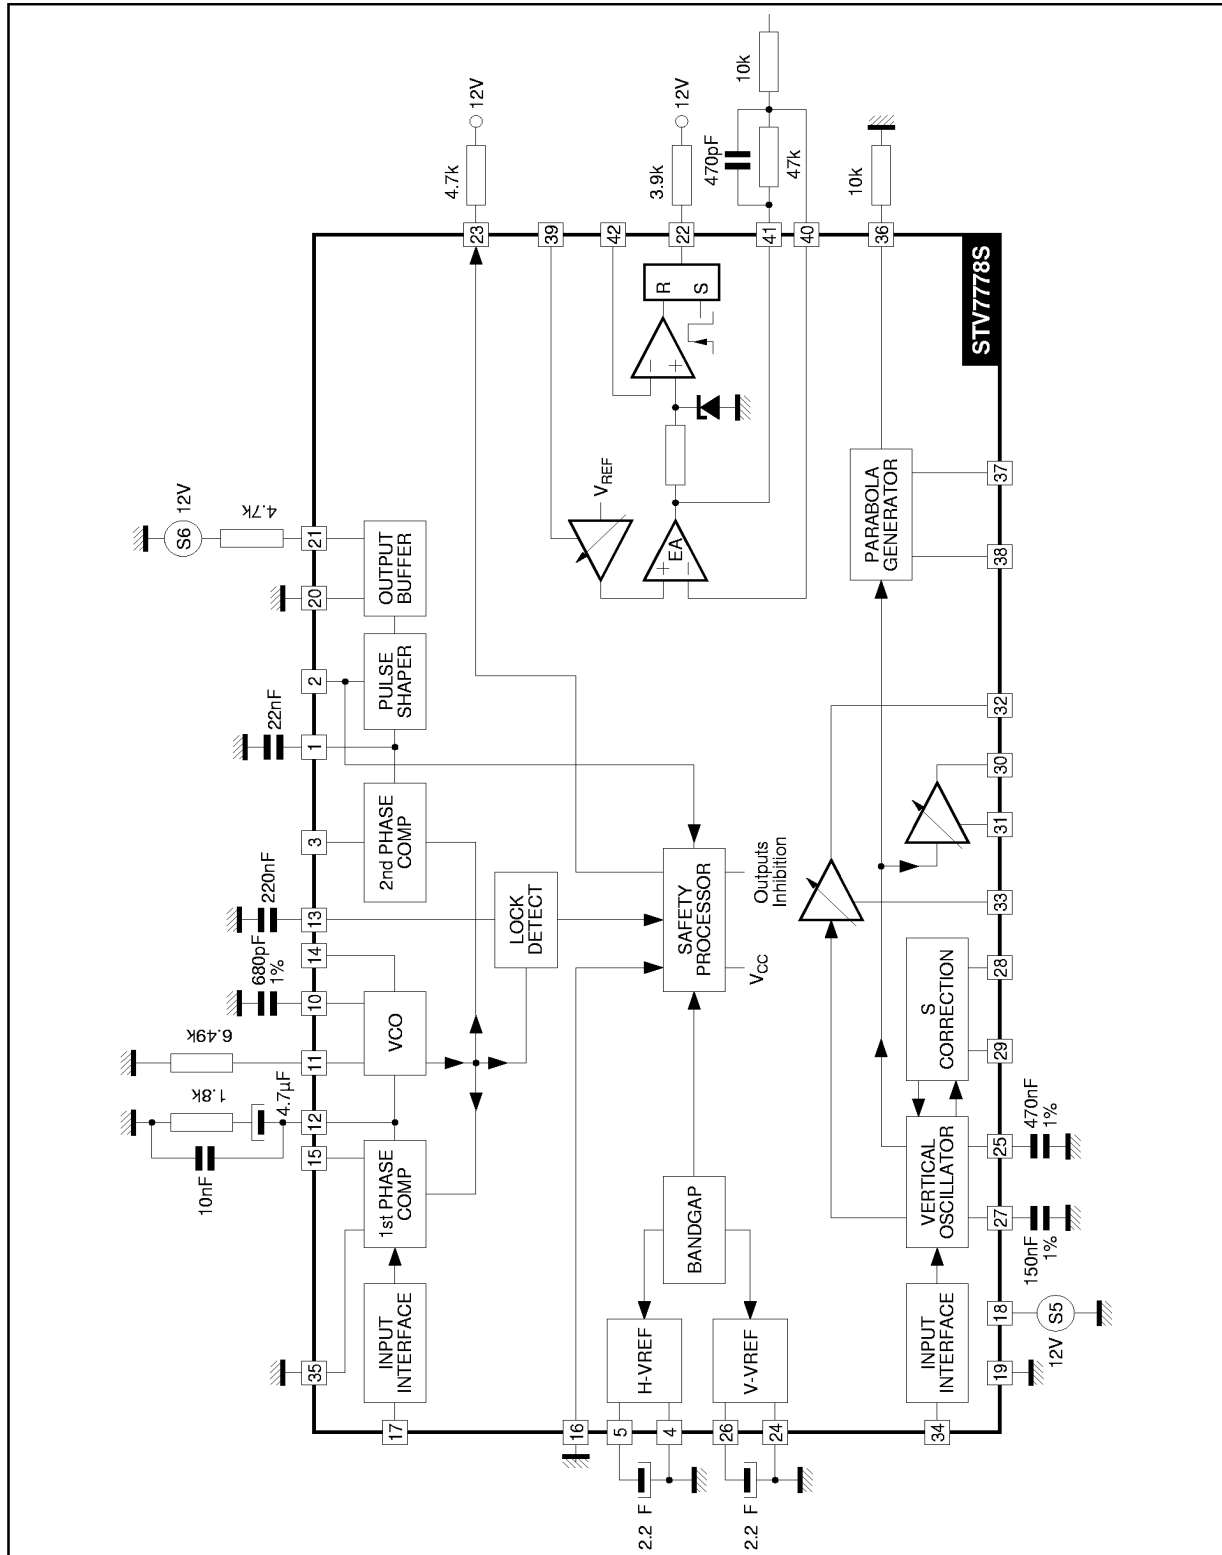 12V
4.7k
12V
3.9k
470pF
47k
10k
10k
23
39
42
22
41
40
36
STV7778S
R
S
−
+
VREF
EA
+
−
PARABOLA
GENERATOR
37
38
S6
12V
4.7k
21
20
2
22nF
1
3
220nF
13
14
680pF
1%
10
6.49k
11
1.8k
4.7µF
12
15
10nF
35
OUTPUT
BUFFER
PULSE
SHAPER
2nd PHASE
COMP
LOCK
DETECT
VCO
1st PHASE
COMP
INPUT
INTERFACE
SAFETY
PROCESSOR
Outputs
Inhibition
VCC
BANDGAP
H-VREF
V-VREF
S
CORRECTION
VERTICAL
OSCILLATOR
INPUT
INTERFACE
32
30
31
33
28
29
470nF
1%
25
27
150nF
1%
18
S5
12V
19
17
16
5
4
26
24
34
2.2 F
2.2 F